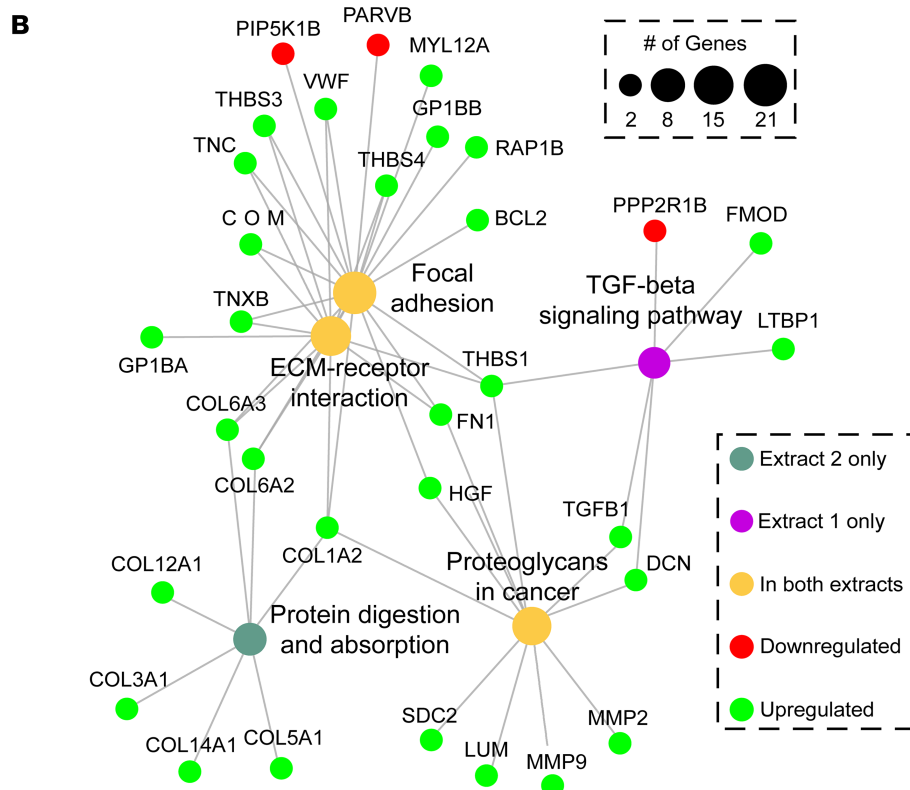 B
PIP5K1B
PARVB
MYL12A
VWF
THBS3
GP1BB
TNC
THBS4
RAP1B
C O M
BCL2
Focal
adhesion
TNXB
GP1BA
ECM-receptor
interaction
THBS1
COL6A3
FN1
COL6A2
HGF
COL1A2
# of Genes
2 8 15 21
PPP2R1B
FMOD
TGF-beta
signaling pathway
LTBP1
TGFB1
DCN
Proteoglycans
in cancer
COL12A1
Protein digestion
and absorption
COL3A1
COL14A1
COL5A1
SDC2
LUM
MMP9
MMP2
Extract 2 only
Extract 1 only
In both extracts
Downregulated
Upregulated